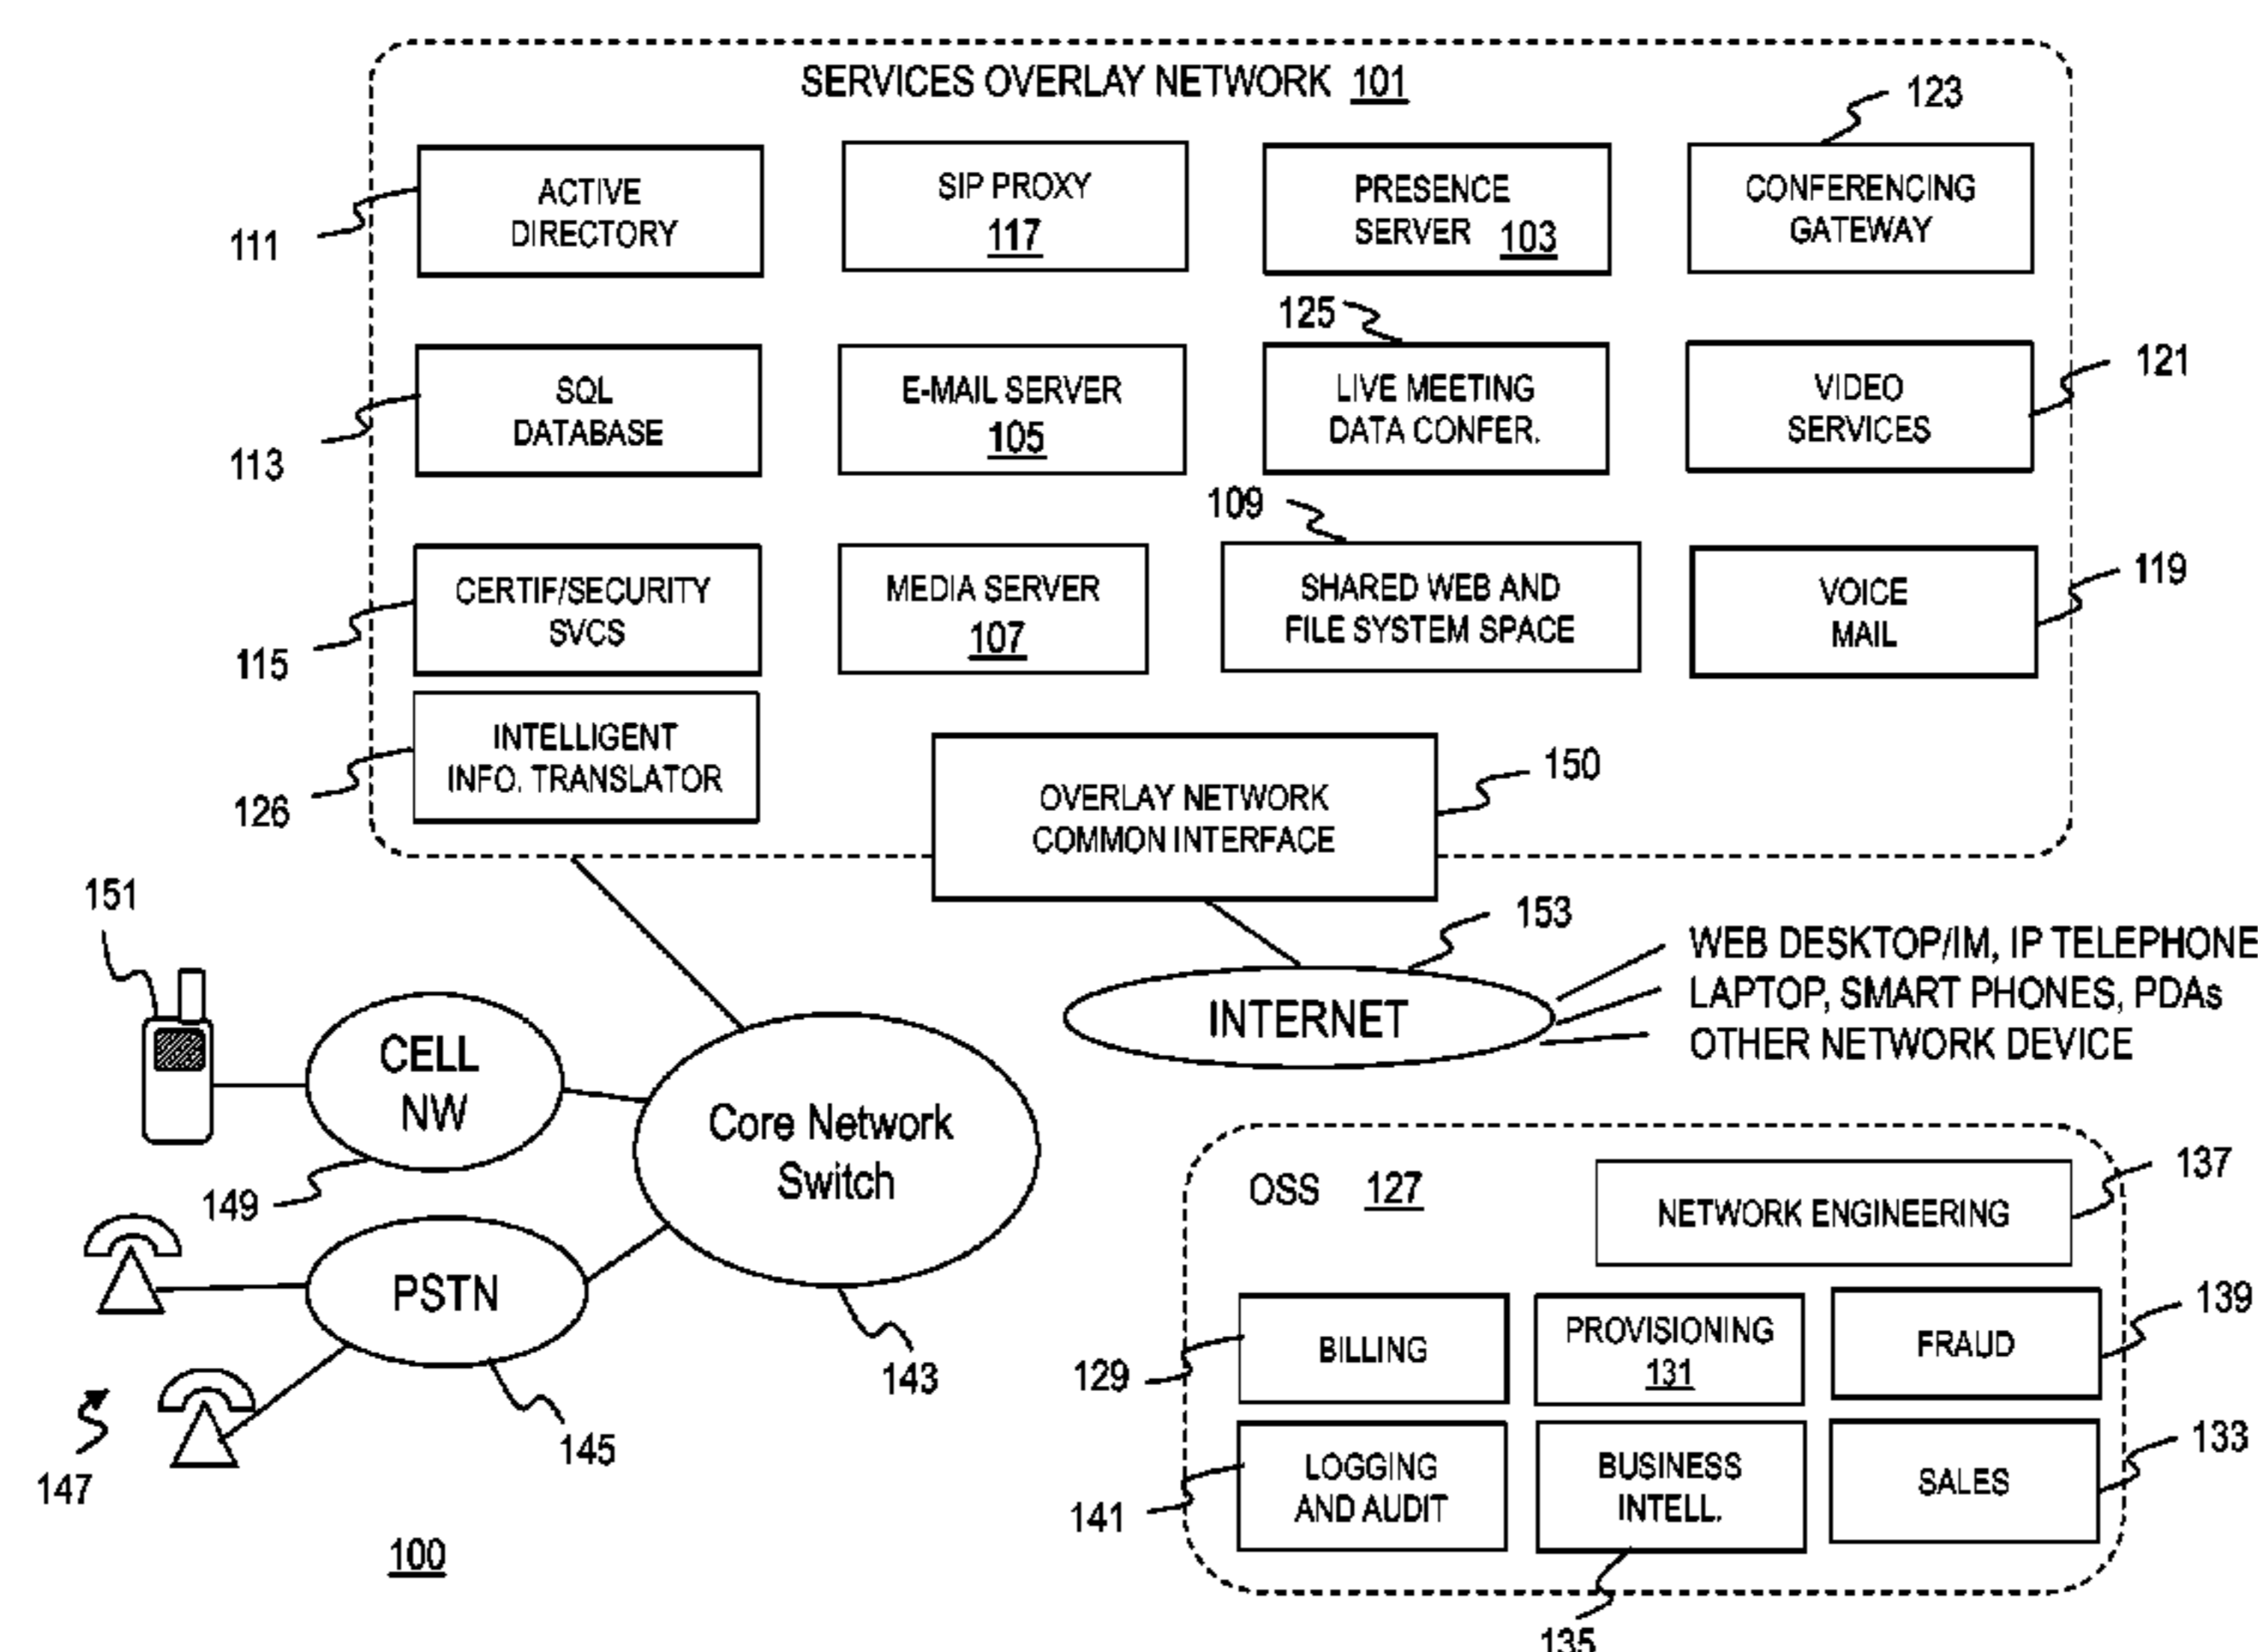 SERVICES OVERLAY NETWORK 101
123
ACTIVE
DIRECTORY
111
SIP PROXY
117
PRESENCE
SERVER 103
CONFERENCING
GATEWAY
125
SQL
DATABASE
113
E-MAIL SERVER
105
LIVE MEETING
DATA CONFER.
VIDEO
SERVICES
121
109
CERTIF/SECURITY
SVCS
115
MEDIA SERVER
107
SHARED WEB AND
FILE SYSTEM SPACE
VOICE
MAIL
119
INTELLIGENT
INFO. TRANSLATOR
126
OVERLAY NETWORK
COMMON INTERFACE
150
151
153
WEB DESKTOP/IM, IP TELEPHONE
LAPTOP, SMART PHONES, PDAs
OTHER NETWORK DEVICE
INTERNET
CELL
NW
149
Core Network
Switch
143
PSTN
145
147
100
OSS 127
NETWORK ENGINEERING
137
BILLING
129
PROVISIONING
131
FRAUD
139
LOGGING
AND AUDIT
141
BUSINESS
INTELL.
135
SALES
133